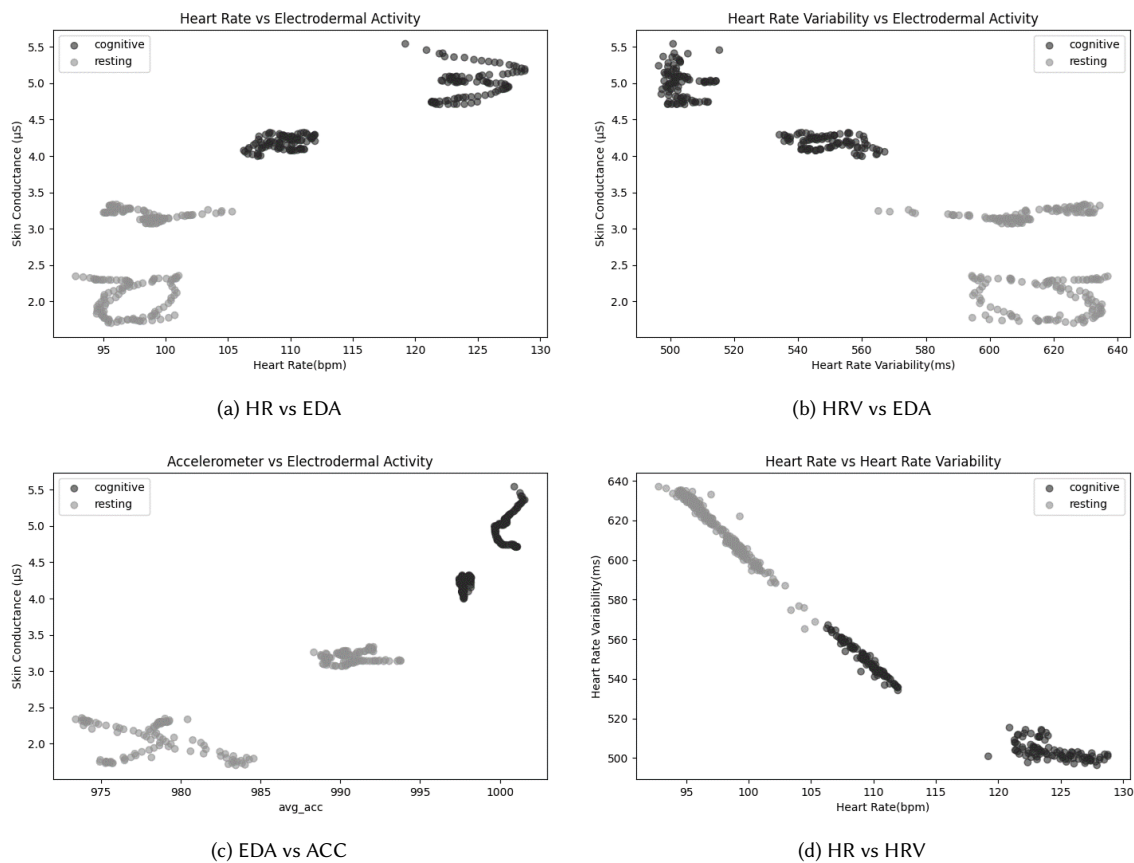 Heart Rate vs Electrodermal Activity
cognitive
resting
Skin Conductance (μS)
5.5
5.0
4.5
4.0
3.5
3.0
2.5
2.0
95 100 105 110 115 120 125 130
Heart Rate(bpm)
(a) HR vs EDA
Heart Rate Variability vs Electrodermal Activity
cognitive
resting
Skin Conductance (μS)
5.5
5.0
4.5
4.0
3.5
3.0
2.5
2.0
500 520 540 560 580 600 620 640
Heart Rate Variability(ms)
(b) HRV vs EDA
Accelerometer vs Electrodermal Activity
cognitive
resting
Skin Conductance (μS)
5.5
5.0
4.5
4.0
3.5
3.0
2.5
2.0
975 980 985 990 995 1000
avg_acc
(c) EDA vs ACC
Heart Rate vs Heart Rate Variability
cognitive
resting
Heart Rate Variability(ms)
640
620
600
580
560
540
520
500
95 100 105 110 115 120 125 130
Heart Rate(bpm)
(d) HR vs HRV